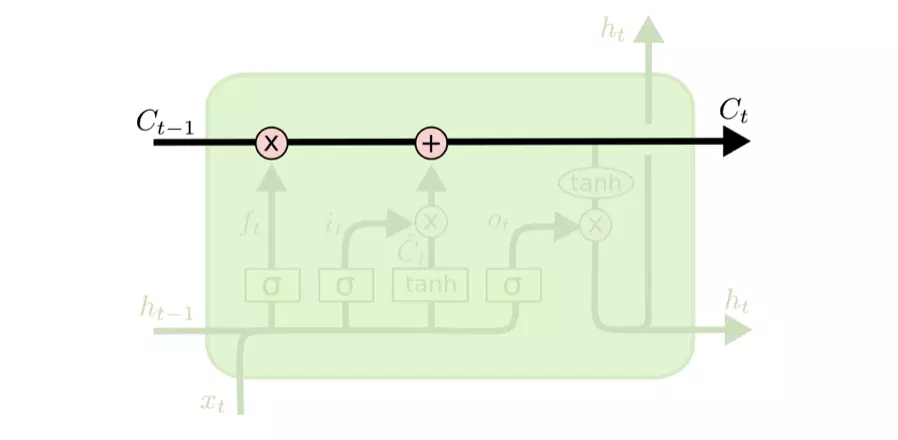 h_t
C_{t-1}
C_t
x
+
tanh
f_t
i_t
x
o_t
x
C̃_t
σ
σ
tanh
σ
h_{t-1}
h_t
x_t